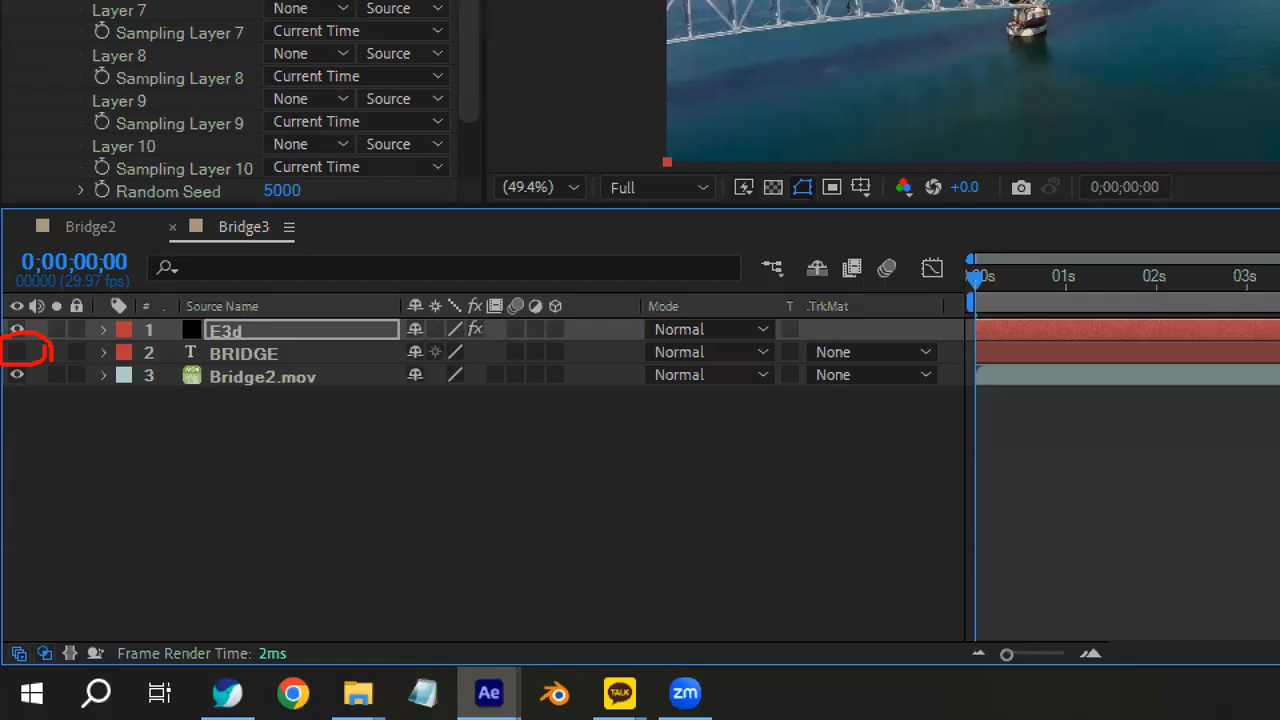 Layer 7 None Source
Sampling Layer 7 Current Time
Layer 8 None Source
Sampling Layer 8 Current Time
Layer 9 None Source
Sampling Layer 9 Current Time
Layer 10 None Source
Sampling Layer 10 Current Time
Random Seed 5000
(49.4%) Full +0.0 0;00;00;00
Bridge2 × Bridge3
0;00;00;00
00000 (29.97 fps)
:00s 01s 02s 03s
# . Source Name fx Mode T .TrkMat
1 E3d fx Normal
2 T BRIDGE Normal None
3 Bridge2.mov Normal None
Frame Render Time: 2ms
Ae TALK zm